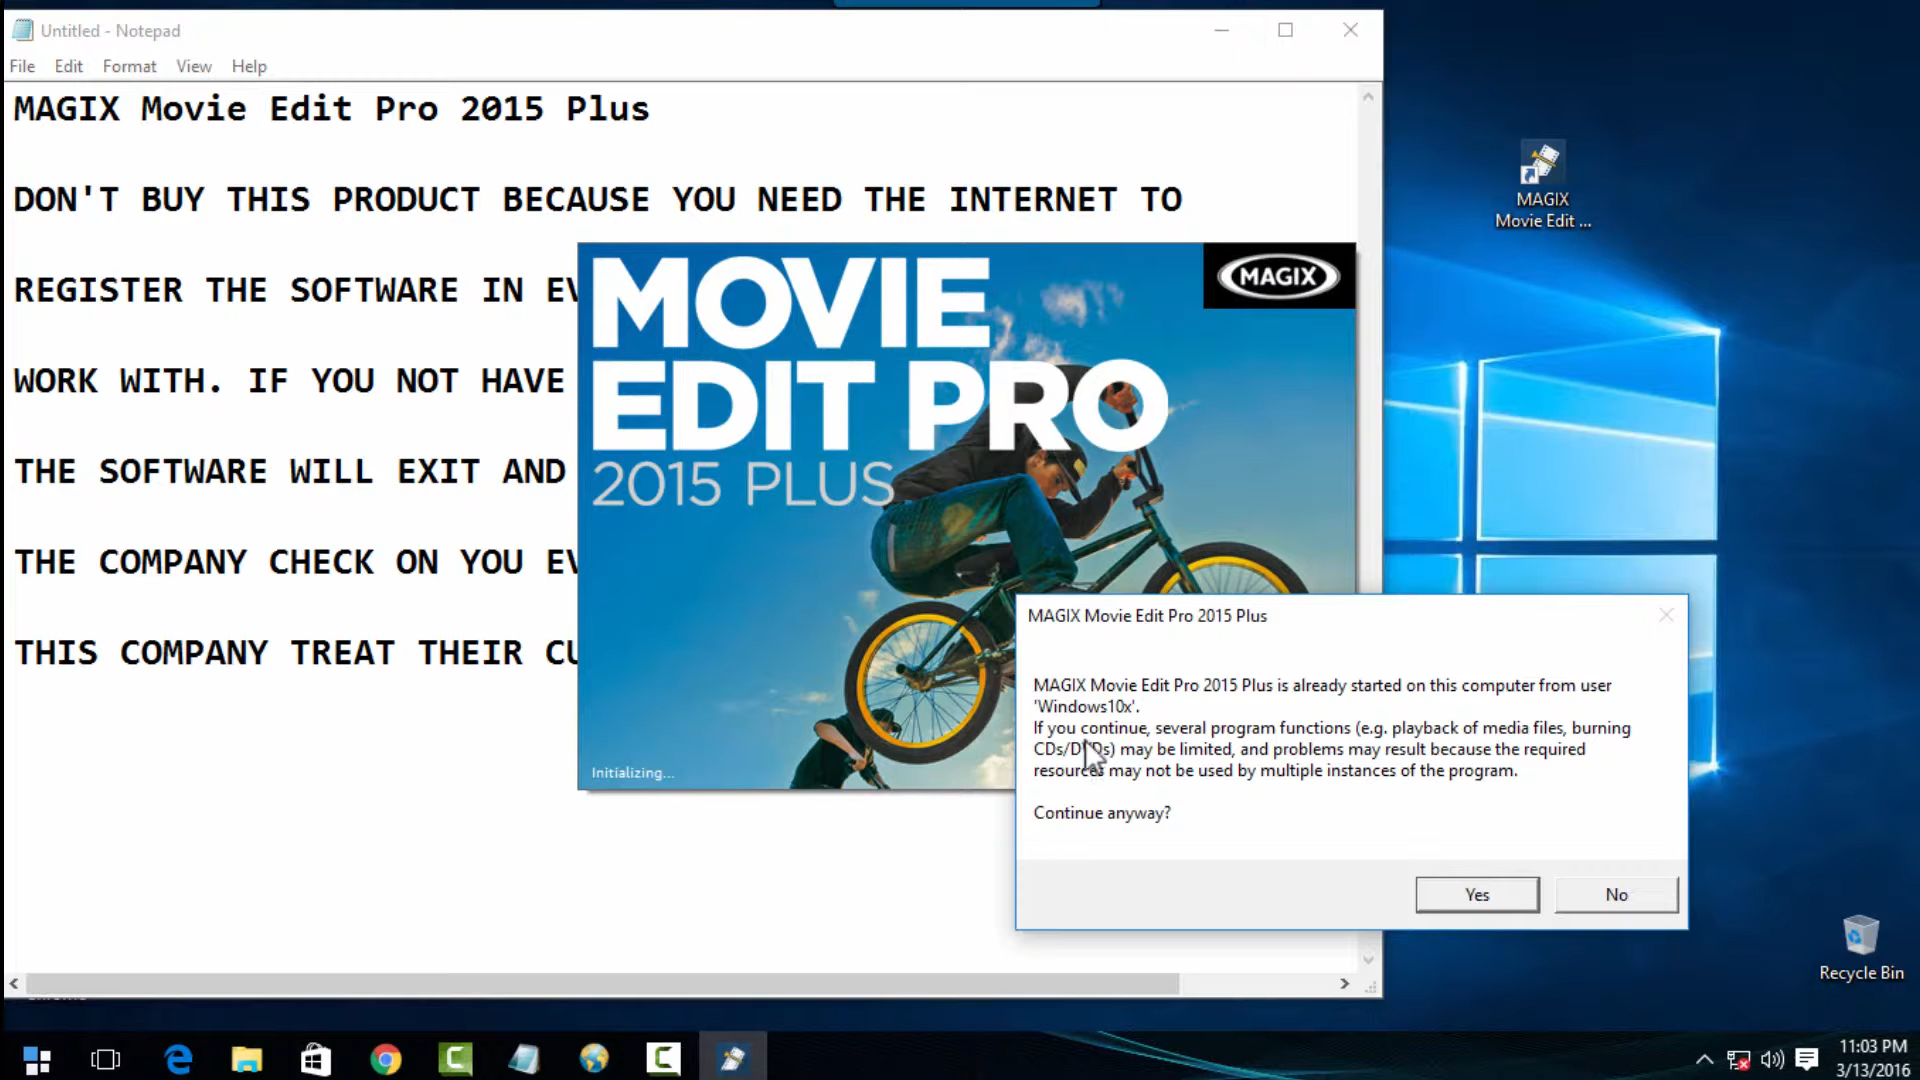 Untitled - Notepad
File Edit Format View Help
MAGIX Movie Edit Pro 2015 Plus
DON'T BUY THIS PRODUCT BECAUSE YOU NEED THE INTERNET TO
REGISTER THE SOFTWARE IN EV
WORK WITH. IF YOU NOT HAVE
THE SOFTWARE WILL EXIT AND
THE COMPANY CHECK ON YOU EV
THIS COMPANY TREAT THEIR CU
MOVIE
EDIT PRO
2015 PLUS
MAGIX
Initializing...
MAGIX Movie Edit Pro 2015 Plus
MAGIX Movie Edit Pro 2015 Plus is already started on this computer from user
'Windows10x'.
If you continue, several program functions (e.g. playback of media files, burning
CDs/DVDs) may be limited, and problems may result because the required
resources may not be used by multiple instances of the program.
Continue anyway?
Yes No
MAGIX
Movie Edit ...
Recycle Bin
11:03 PM
3/13/2016